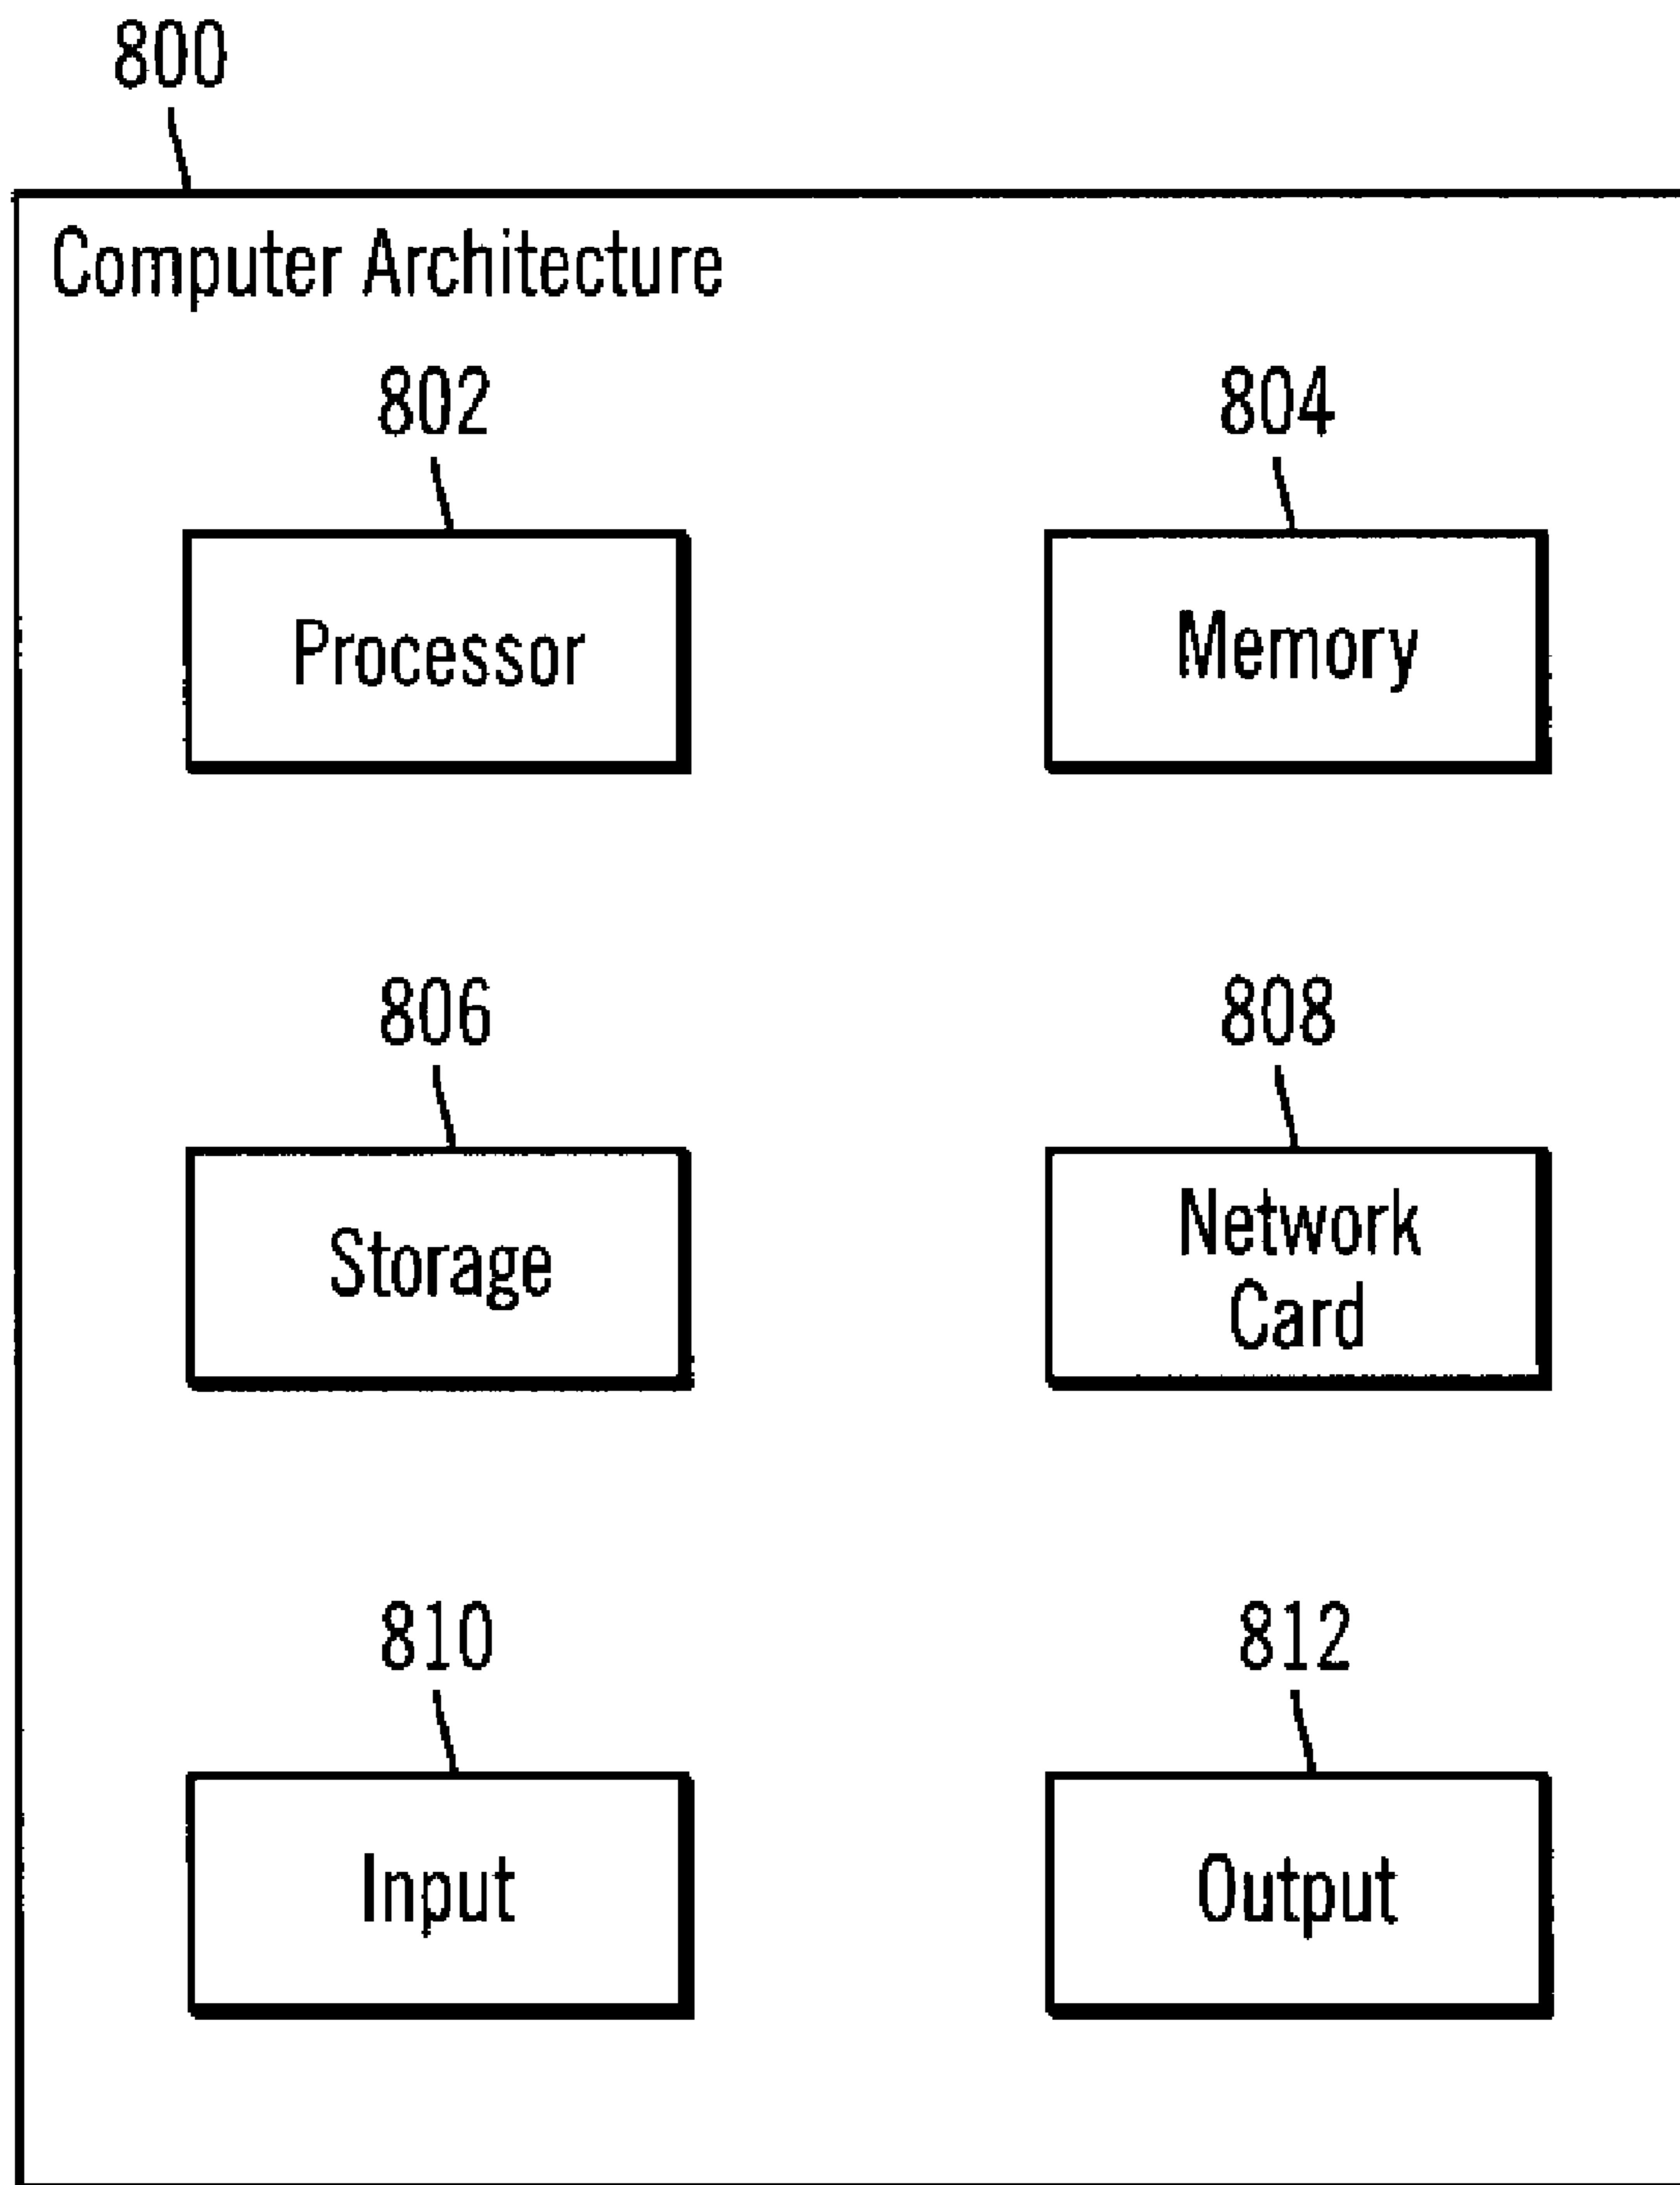 800
Computer Architecture
802
804
Processor
Memory
806
808
Storage
Network
Card
810
812
Input
Output